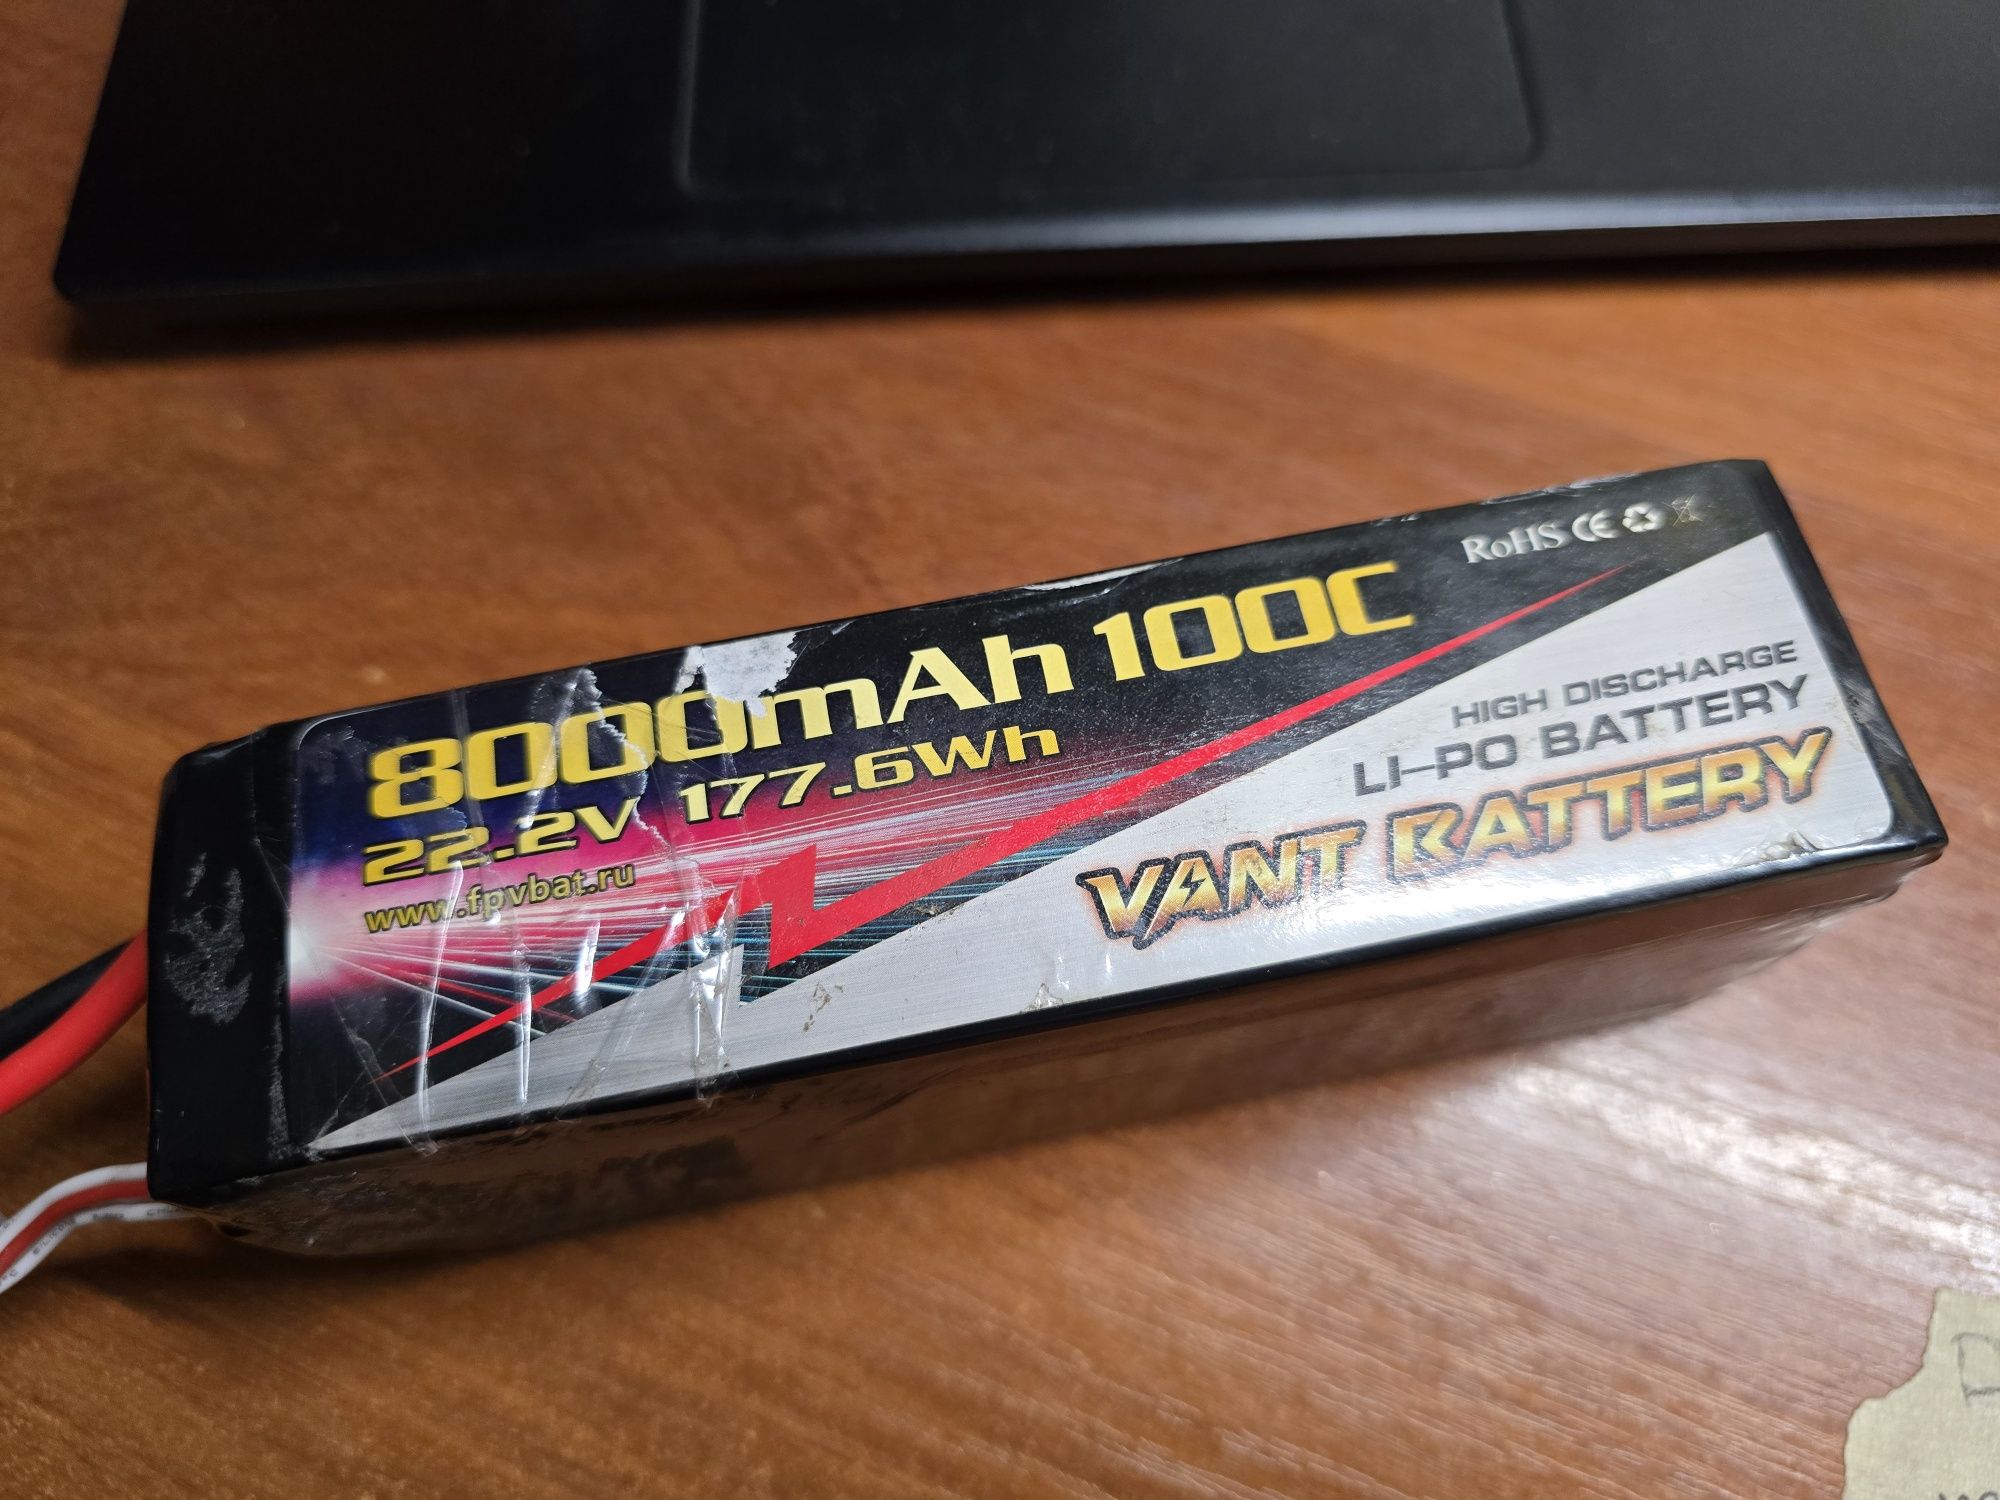 8000mAh 100C
22.2V 177.6Wh
www.fpvbat.ru
RoHS CE
HIGH DISCHARGE
LI-PO BATTERY
VANT BATTERY